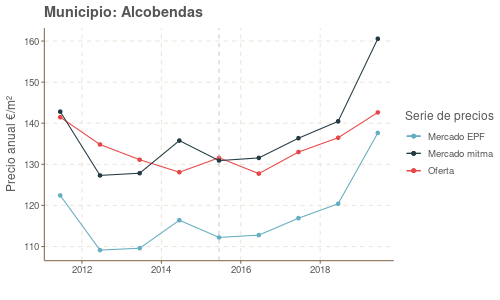 Municipio: Alcobendas
Precio anual €/m²
160
150
140
130
120
110
2012
2014
2016
2018
Serie de precios
Mercado EPF
Mercado mitma
Oferta